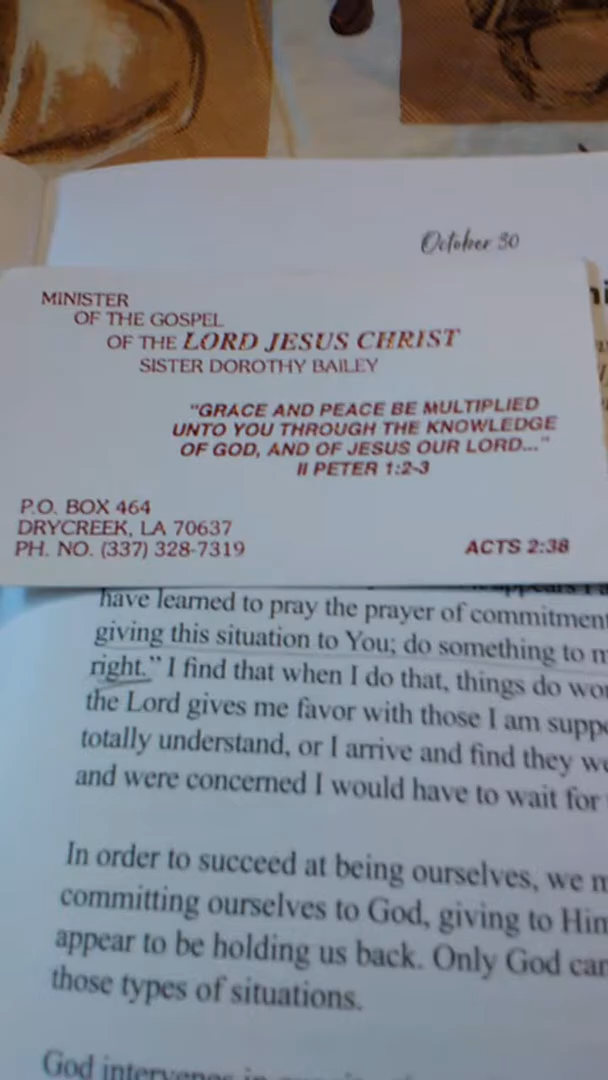 October 30
MINISTER
OF THE GOSPEL
OF THE LORD JESUS CHRIST
SISTER DOROTHY BAILEY
"GRACE AND PEACE BE MULTIPLIED
UNTO YOU THROUGH THE KNOWLEDGE
OF GOD, AND OF JESUS OUR LORD..."
II PETER 1:2-3
P.O. BOX 464
DRYCREEK, LA 70637
PH. NO. (337) 328-7319
ACTS 2:38
have learned to pray the prayer of commitment
giving this situation to You; do something to
right." I find that when I do that, things do
the Lord gives me favor with those I am
totally understand, or I arrive and find they
and were concerned I would have to wait for
In order to succeed at being ourselves, we
committing ourselves to God, giving to
appear to be holding us back. Only God
those types of situations.
God intervenes in